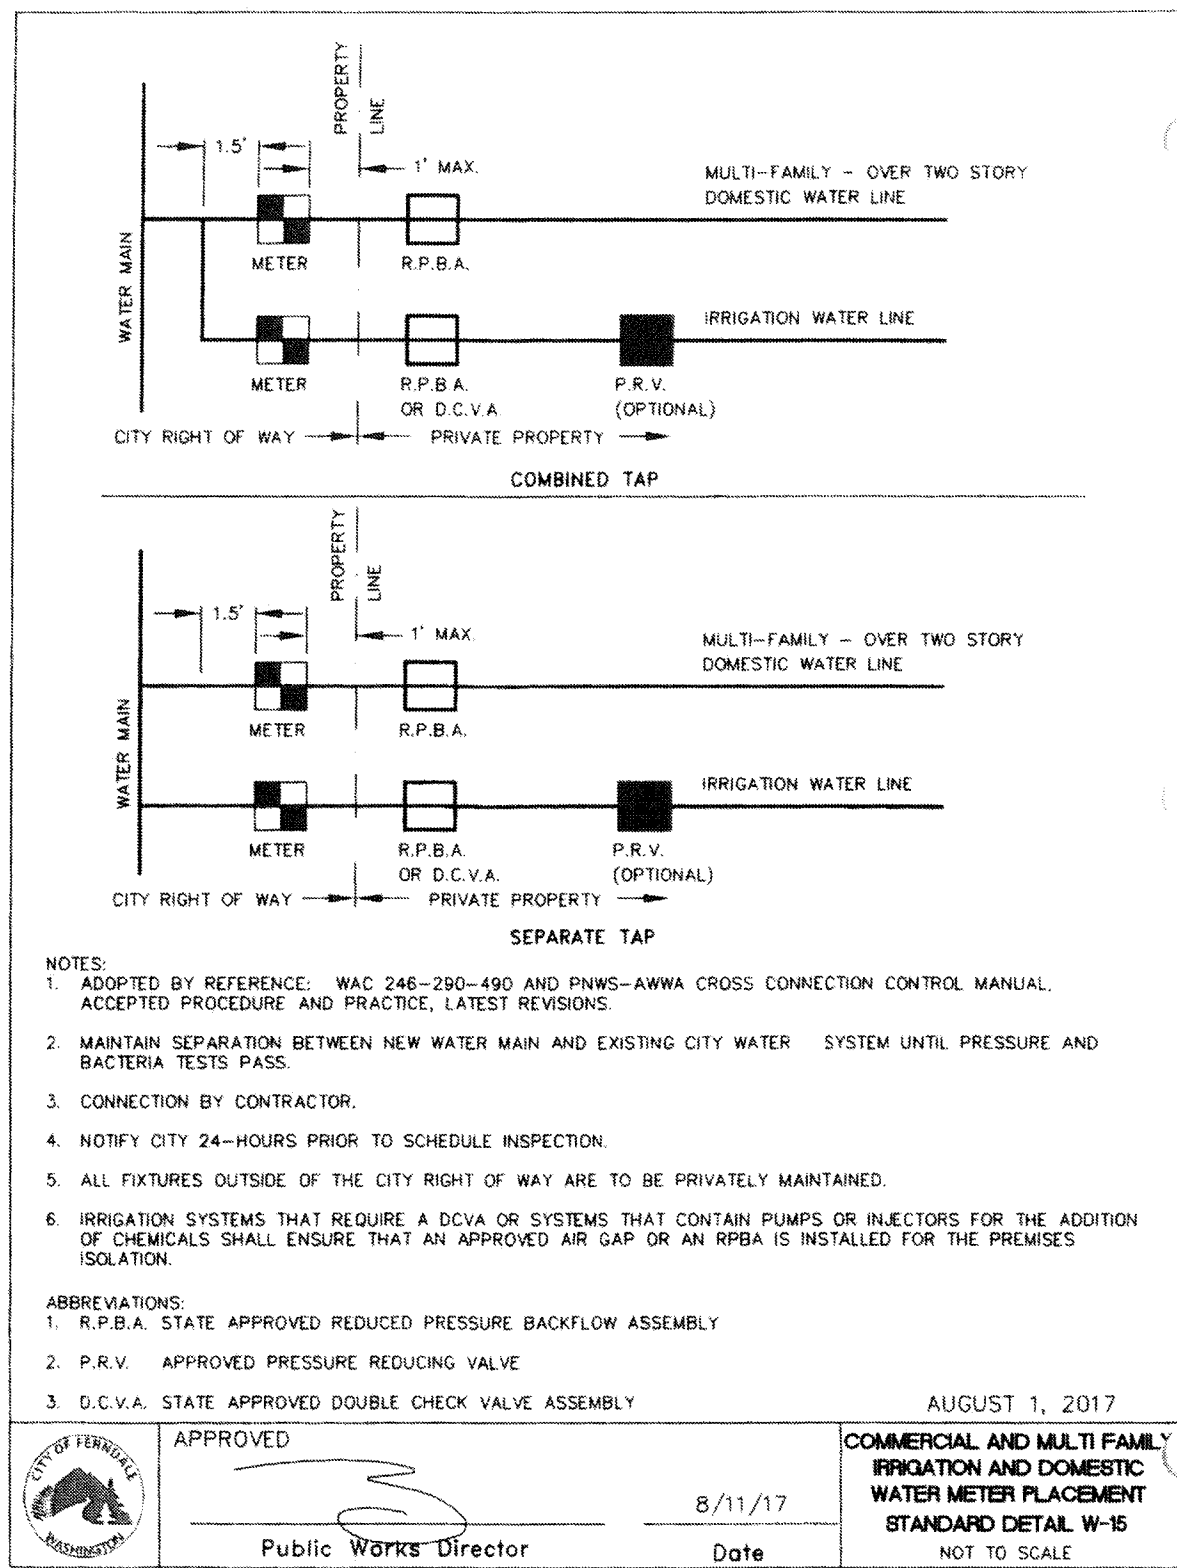 PROPERTY
LINE
1.5'
1' MAX.
MULTI-FAMILY - OVER TWO STORY
DOMESTIC WATER LINE
WATER MAIN
METER
R.P.B.A.
IRRIGATION WATER LINE
METER
R.P.B.A.
OR D.C.V.A.
P.R.V.
(OPTIONAL)
CITY RIGHT OF WAY
PRIVATE PROPERTY
COMBINED TAP
PROPERTY
LINE
1.5'
1' MAX.
MULTI-FAMILY - OVER TWO STORY
DOMESTIC WATER LINE
WATER MAIN
METER
R.P.B.A.
IRRIGATION WATER LINE
METER
R.P.B.A.
OR D.C.V.A.
P.R.V.
(OPTIONAL)
CITY RIGHT OF WAY
PRIVATE PROPERTY
SEPARATE TAP
NOTES:
1. ADOPTED BY REFERENCE: WAC 246-290-490 AND PNWS-AWWA CROSS CONNECTION CONTROL MANUAL.
ACCEPTED PROCEDURE AND PRACTICE, LATEST REVISIONS.
2. MAINTAIN SEPARATION BETWEEN NEW WATER MAIN AND EXISTING CITY WATER SYSTEM UNTIL PRESSURE AND
BACTERIA TESTS PASS.
3. CONNECTION BY CONTRACTOR.
4. NOTIFY CITY 24-HOURS PRIOR TO SCHEDULE INSPECTION.
5. ALL FIXTURES OUTSIDE OF THE CITY RIGHT OF WAY ARE TO BE PRIVATELY MAINTAINED.
6. IRRIGATION SYSTEMS THAT REQUIRE A DCVA OR SYSTEMS THAT CONTAIN PUMPS OR INJECTORS FOR THE ADDITION
OF CHEMICALS SHALL ENSURE THAT AN APPROVED AIR GAP OR AN RPBA IS INSTALLED FOR THE PREMISES
ISOLATION.
ABBREVIATIONS:
1. R.P.B.A. STATE APPROVED REDUCED PRESSURE BACKFLOW ASSEMBLY
2. P.R.V. APPROVED PRESSURE REDUCING VALVE
3. D.C.V.A. STATE APPROVED DOUBLE CHECK VALVE ASSEMBLY
AUGUST 1, 2017
CITY OF FERNDALE
WASHINGTON
APPROVED
8/11/17
Public Works Director
Date
COMMERCIAL AND MULTI FAMILY
IRRIGATION AND DOMESTIC
WATER METER PLACEMENT
STANDARD DETAIL W-15
NOT TO SCALE